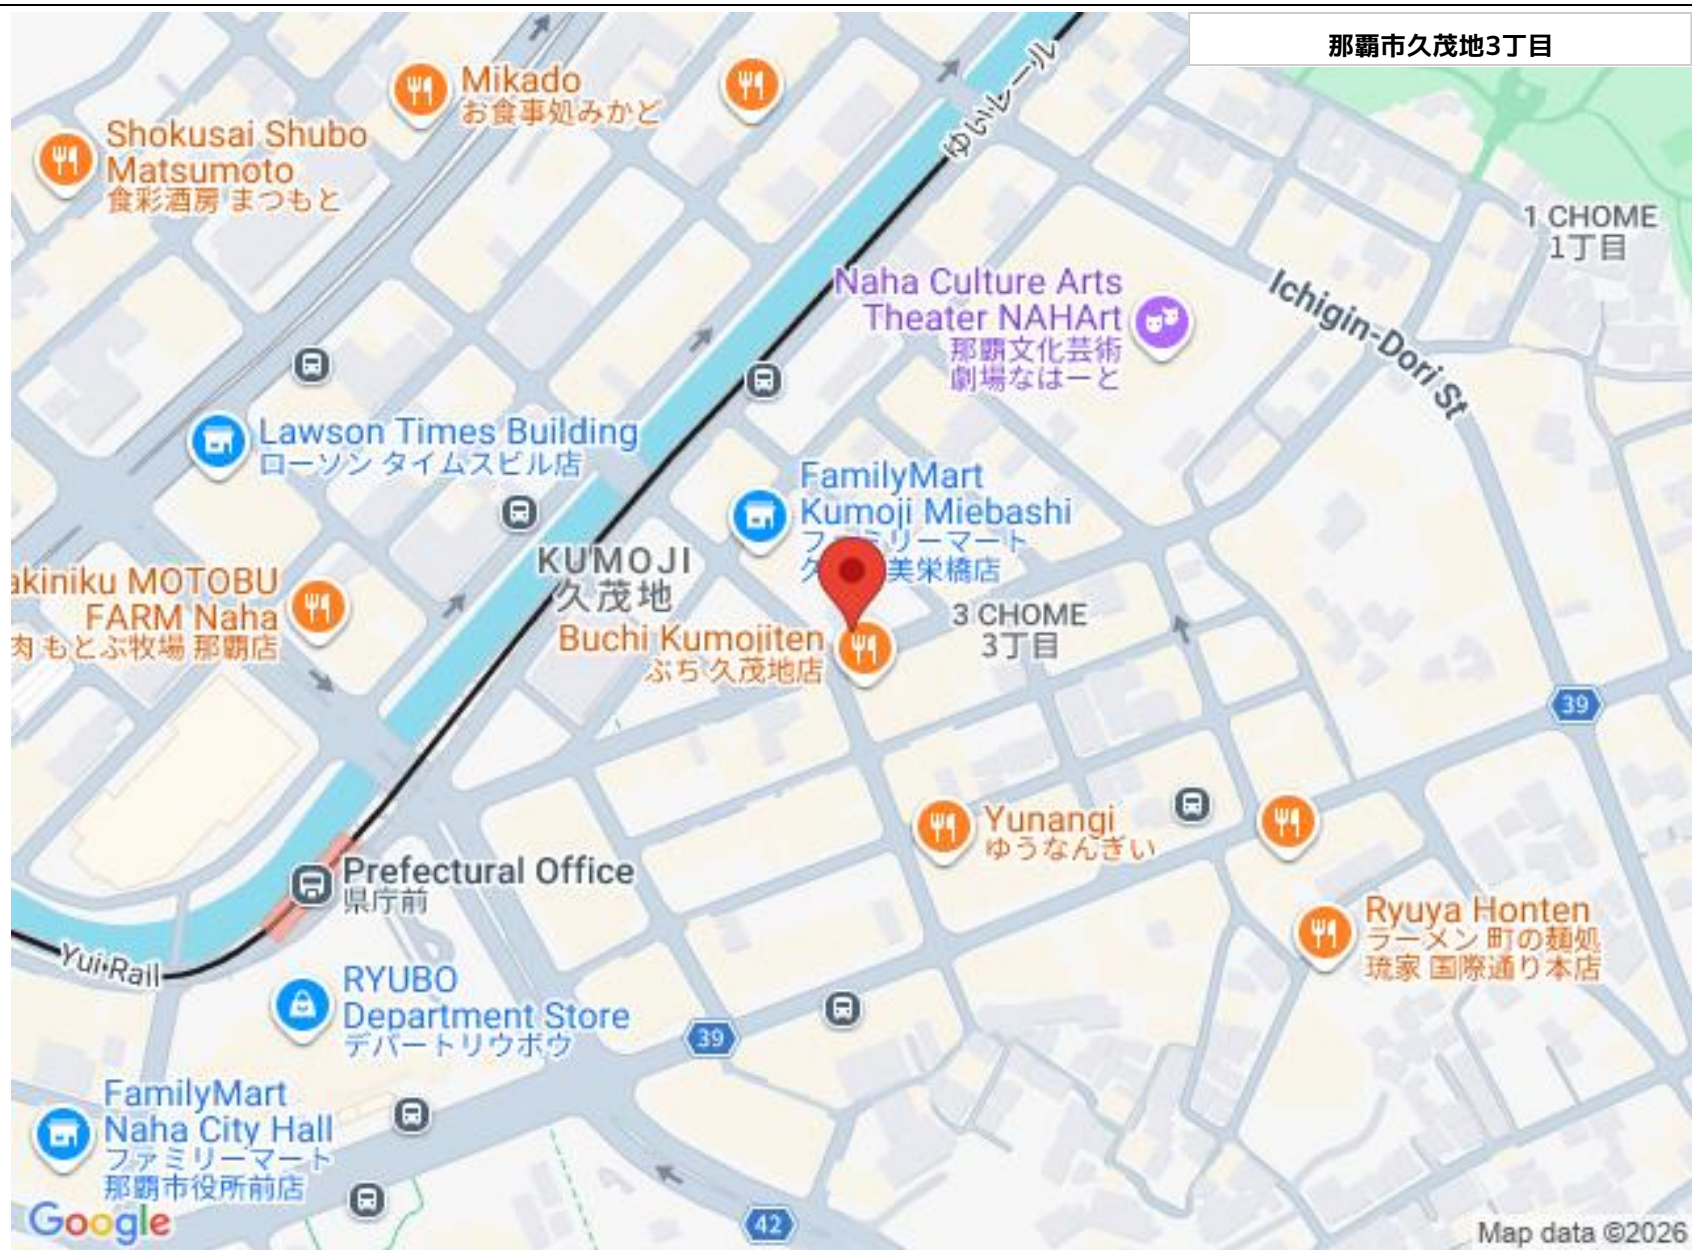 那覇市久茂地3丁目
Mikado
お食事処みかど
Shokusai Shubo
Matsumoto
食彩酒房 まつもと
ゆいレール
1 CHOME
1丁目
Naha Culture Arts
Theater NAHArt
那覇文化芸術
劇場なはーと
Ichigin-Dori St
Lawson Times Building
ローソン タイムスビル店
FamilyMart
Kumoji Miebashi
ファミリーマート
美栄橋店
KUMOJI
久茂地
akiniku MOTOBU
FARM Naha
肉 もとぶ牧場 那覇店
Buchi Kumojiten
ぶち 久茂地店
3 CHOME
3丁目
39
Yunangi
ゆうなんぎい
Prefectural Office
県庁前
Ryuya Honten
ラーメン 町の麺処
琉家 国際通り本店
Yui-Rail
RYUBO
Department Store
デパートリウボウ
39
FamilyMart
Naha City Hall
ファミリーマート
那覇市役所前店
42
Google
Map data ©2026